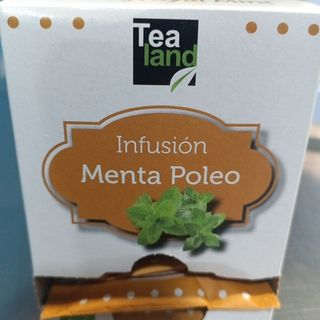 Tea
land
Infusión
Menta Poleo